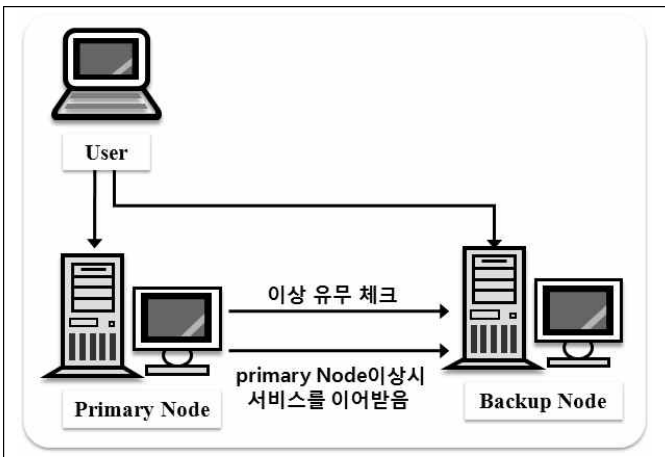 User
이상 유무 체크
primary Node이상시
서비스를 이어받음
Primary Node
Backup Node